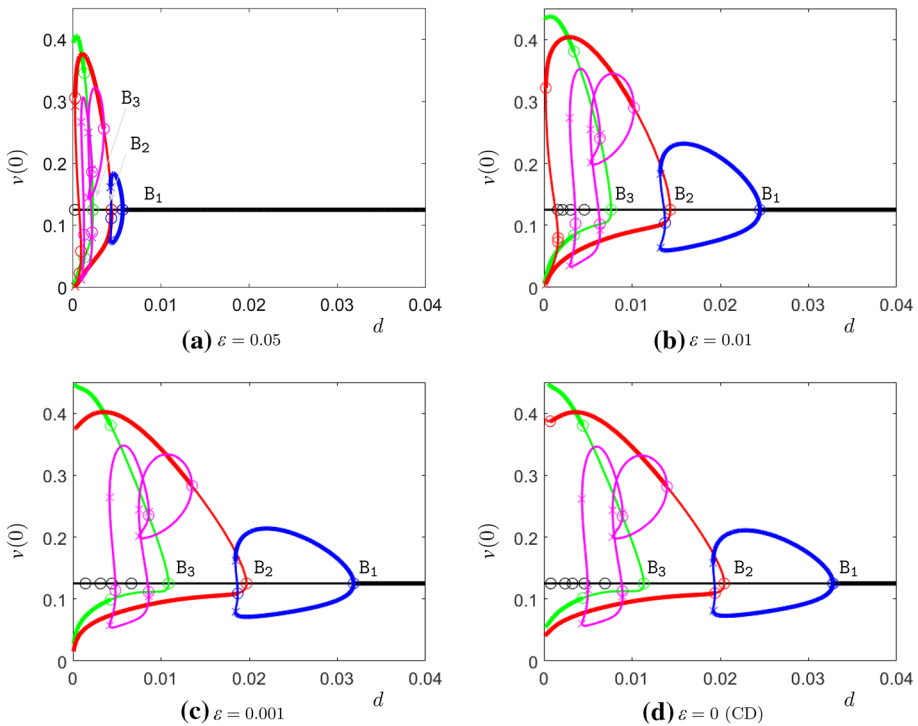 0.4
0.3
0.2
0.1
0
v(0)
B₃
B₂
B₁
0 0.01 0.02 0.03 0.04
d
(a) ε = 0.05
0.4
0.3
0.2
0.1
0
v(0)
B₃ B₂ B₁
0 0.01 0.02 0.03 0.04
d
(b) ε = 0.01
0.4
0.3
0.2
0.1
0
v(0)
B₃ B₂ B₁
0 0.01 0.02 0.03 0.04
d
(c) ε = 0.001
0.4
0.3
0.2
0.1
0
v(0)
B₃ B₂ B₁
0 0.01 0.02 0.03 0.04
d
(d) ε = 0 (CD)